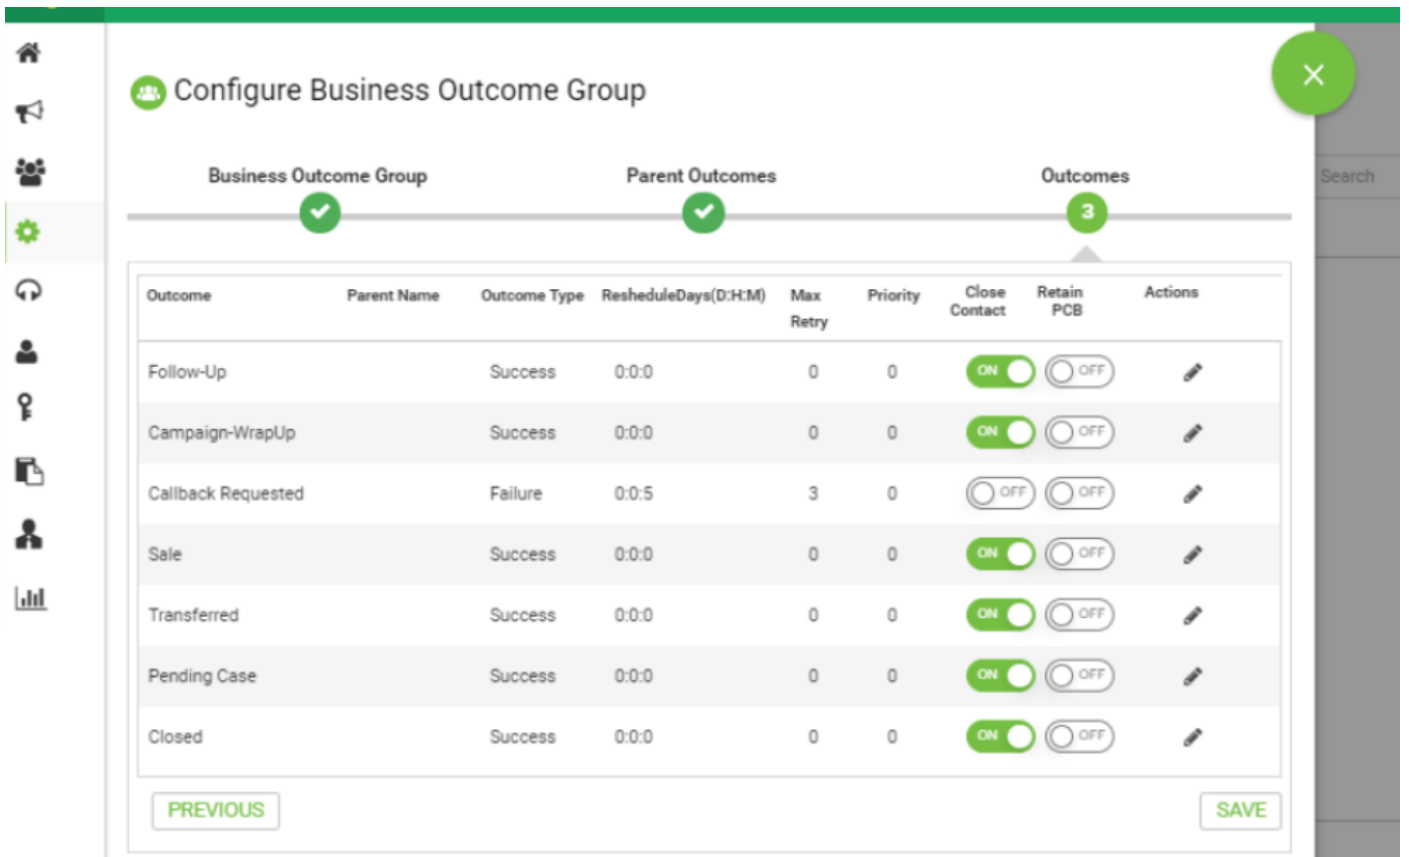 Configure Business Outcome Group
Business Outcome Group Parent Outcomes Outcomes
Search
3
Outcome Parent Name Outcome Type ResheduleDays(D:H:M) Max Retry Priority Close Contact Retain PCB Actions
Follow-Up Success 0:0:0 0 0 ON OFF
Campaign-WrapUp Success 0:0:0 0 0 ON OFF
Callback Requested Failure 0:0:5 3 0 OFF OFF
Sale Success 0:0:0 0 0 ON OFF
Transferred Success 0:0:0 0 0 ON OFF
Pending Case Success 0:0:0 0 0 ON OFF
Closed Success 0:0:0 0 0 ON OFF
PREVIOUS SAVE